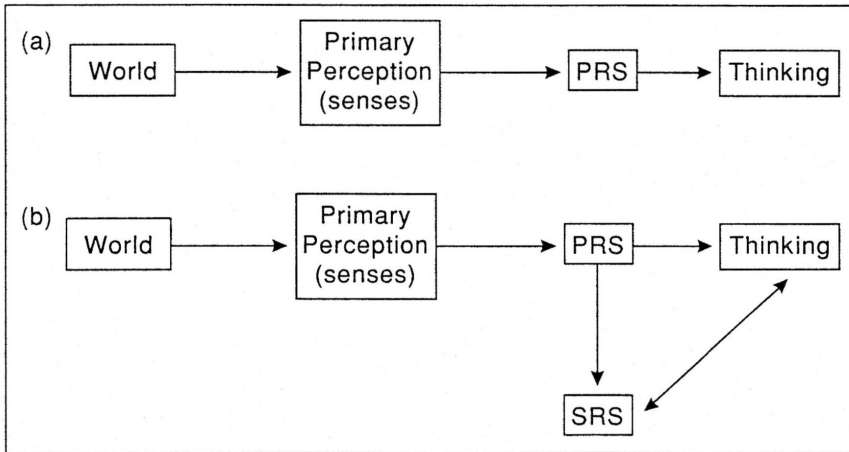 (a)
World
Primary
Perception
(senses)
PRS
Thinking
(b)
World
Primary
Perception
(senses)
PRS
Thinking
SRS